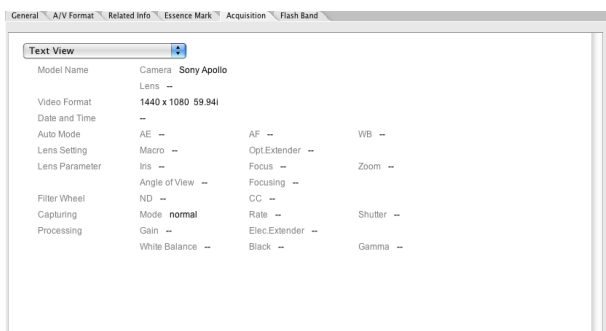 General A/V Format Related Info Essence Mark Acquisition Flash Band
Text View
Model Name Camera Sony Apollo
Lens --
Video Format 1440 x 1080 59.94i
Date and Time --
Auto Mode AE -- AF -- WB --
Lens Setting Macro -- Opt.Extender --
Lens Parameter Iris -- Focus -- Zoom --
Angle of View -- Focusing --
Filter Wheel ND -- CC --
Capturing Mode normal Rate -- Shutter --
Processing Gain -- Elec.Extender --
White Balance -- Black -- Gamma --